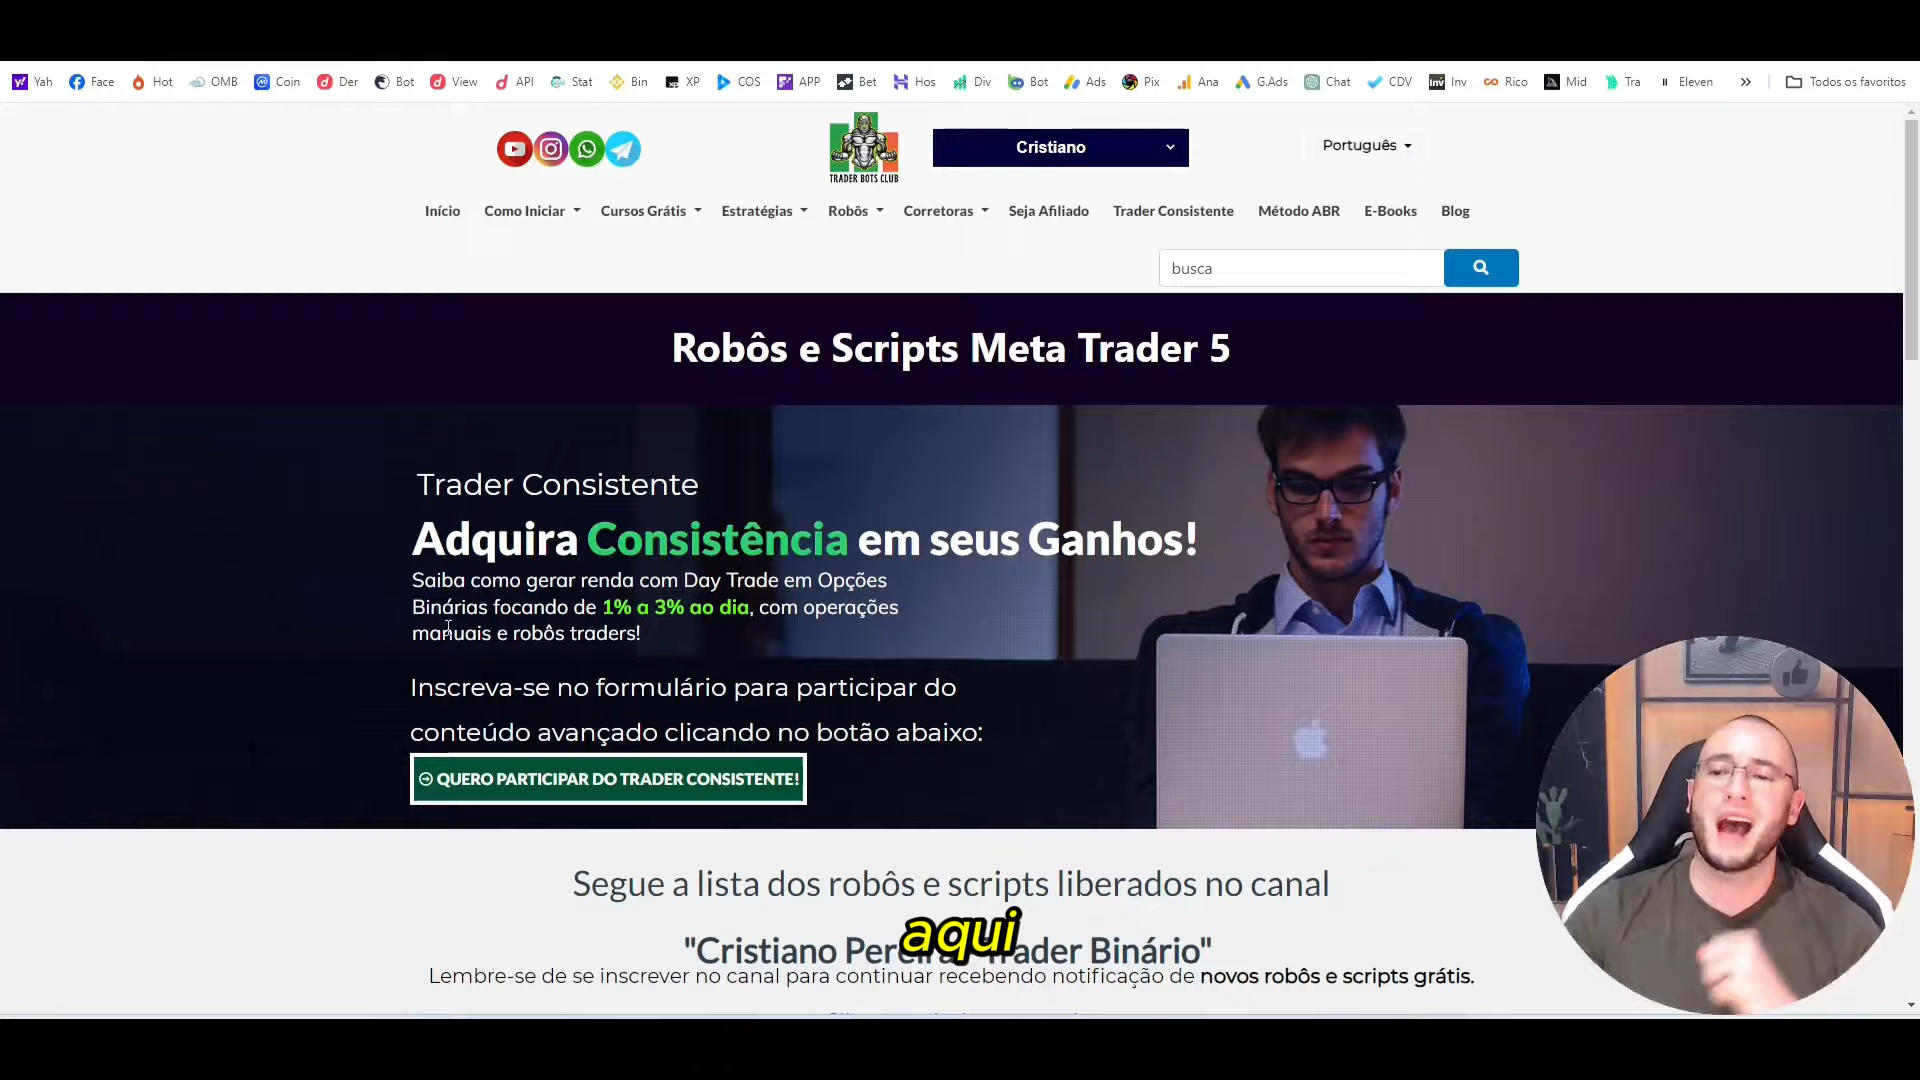 Yah Face Hot OMB Coin Der Bot View API Stat Bin XP COS APP Bet Hos Div Bot Ads Pix Ana G.Ads Chat CDV Inv Rico Mid Tra Eleven » Todos os favoritos
TRADER BOTS CLUB
Cristiano
Português
Início Como Iniciar Cursos Grátis Estratégias Robôs Corretoras Seja Afiliado Trader Consistente Método ABR E-Books Blog
busca
Robôs e Scripts Meta Trader 5
Trader Consistente
Adquira Consistência em seus Ganhos!
Saiba como gerar renda com Day Trade em Opções
Binárias focando de 1% a 3% ao dia, com operações
manuais e robôs traders!
Inscreva-se no formulário para participar do
conteúdo avançado clicando no botão abaixo:
QUERO PARTICIPAR DO TRADER CONSISTENTE!
Segue a lista dos robôs e scripts liberados no canal
aqui
"Cristiano Pereira Trader Binário"
Lembre-se de se inscrever no canal para continuar recebendo notificação de novos robôs e scripts grátis.